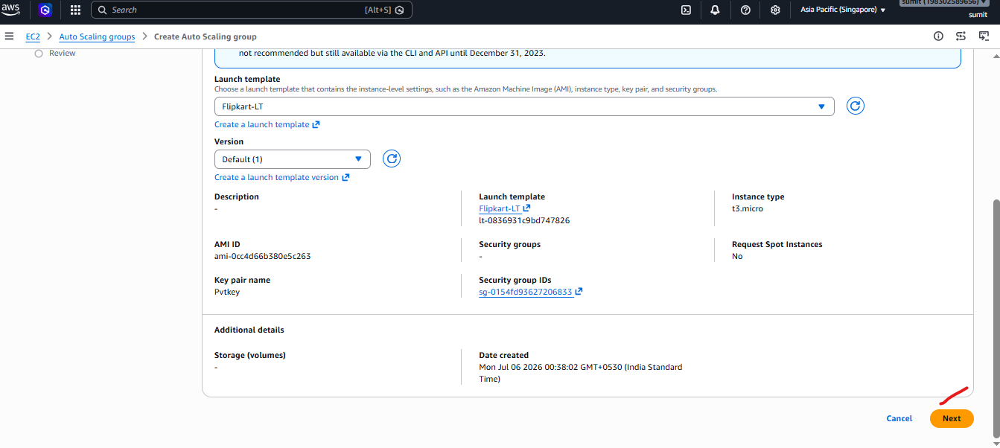 aws
Search
[Alt+S]
Asia Pacific (Singapore)
sumit (198302589656)
sumit
EC2
Auto Scaling groups
Create Auto Scaling group
Review
not recommended but still available via the CLI and API until December 31, 2023.
Launch template
Choose a launch template that contains the instance-level settings, such as the Amazon Machine Image (AMI), instance type, key pair, and security groups.
Flipkart-LT
Create a launch template
Version
Default (1)
Create a launch template version
Description
-
Launch template
Flipkart-LT
lt-0836931c9bd747826
Instance type
t3.micro
AMI ID
ami-0cc4d66b380e5c263
Security groups
-
Request Spot Instances
No
Key pair name
Pvtkey
Security group IDs
sg-0154fd93627206833
Additional details
Storage (volumes)
-
Date created
Mon Jul 06 2026 00:38:02 GMT+0530 (India Standard
Time)
Cancel
Next